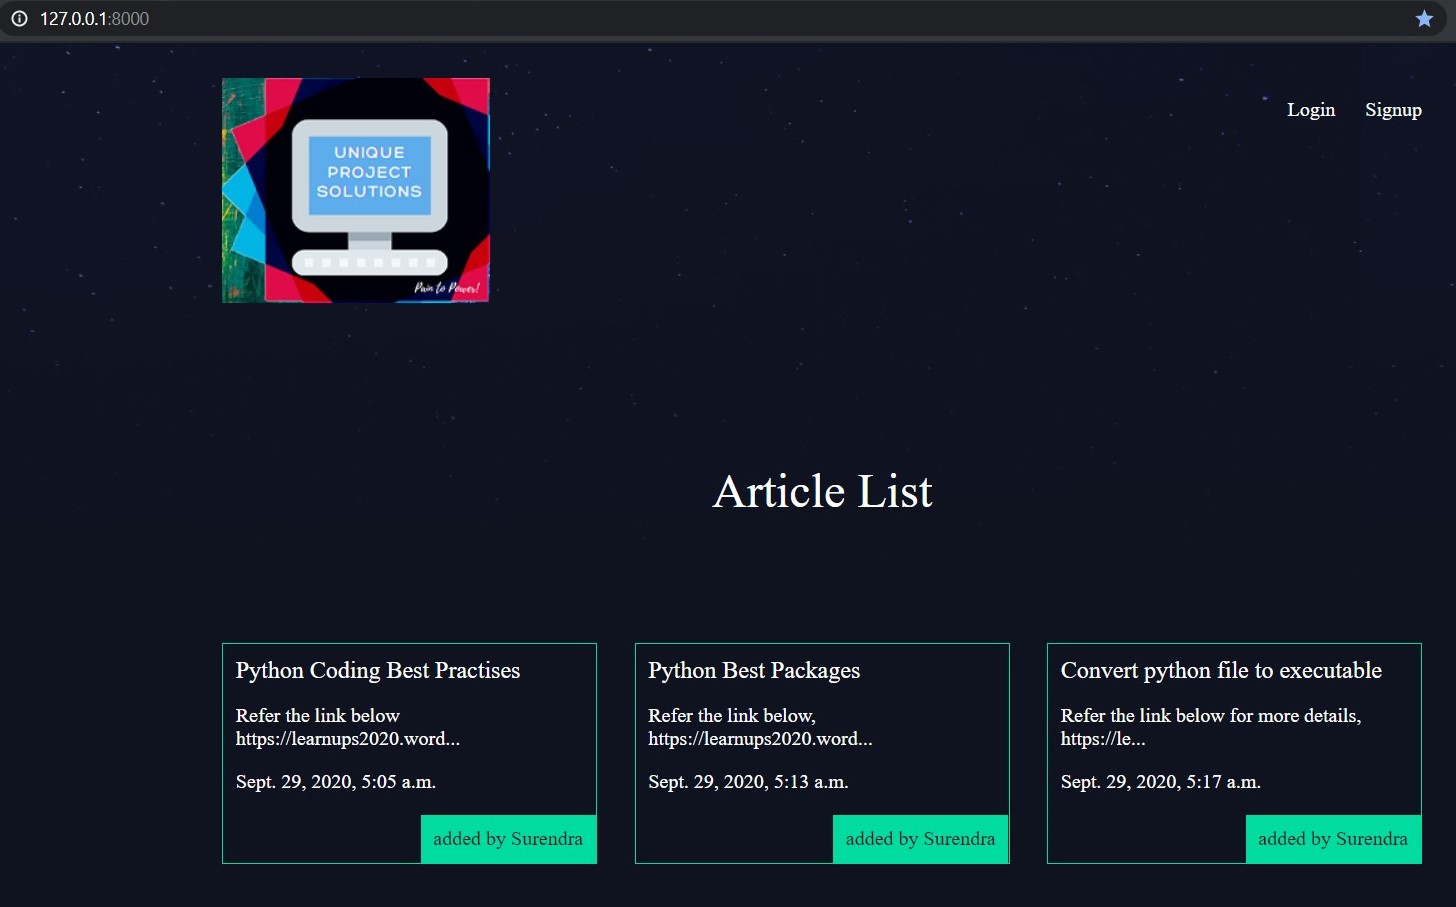 127.0.0.1:8000
UNIQUE
PROJECT
SOLUTIONS
Pain to Power!
Login Signup
Article List
Python Coding Best Practises
Refer the link below
https://learnups2020.word...
Sept. 29, 2020, 5:05 a.m.
added by Surendra
Python Best Packages
Refer the link below,
https://learnups2020.word...
Sept. 29, 2020, 5:13 a.m.
added by Surendra
Convert python file to executable
Refer the link below for more details,
https://le...
Sept. 29, 2020, 5:17 a.m.
added by Surendra